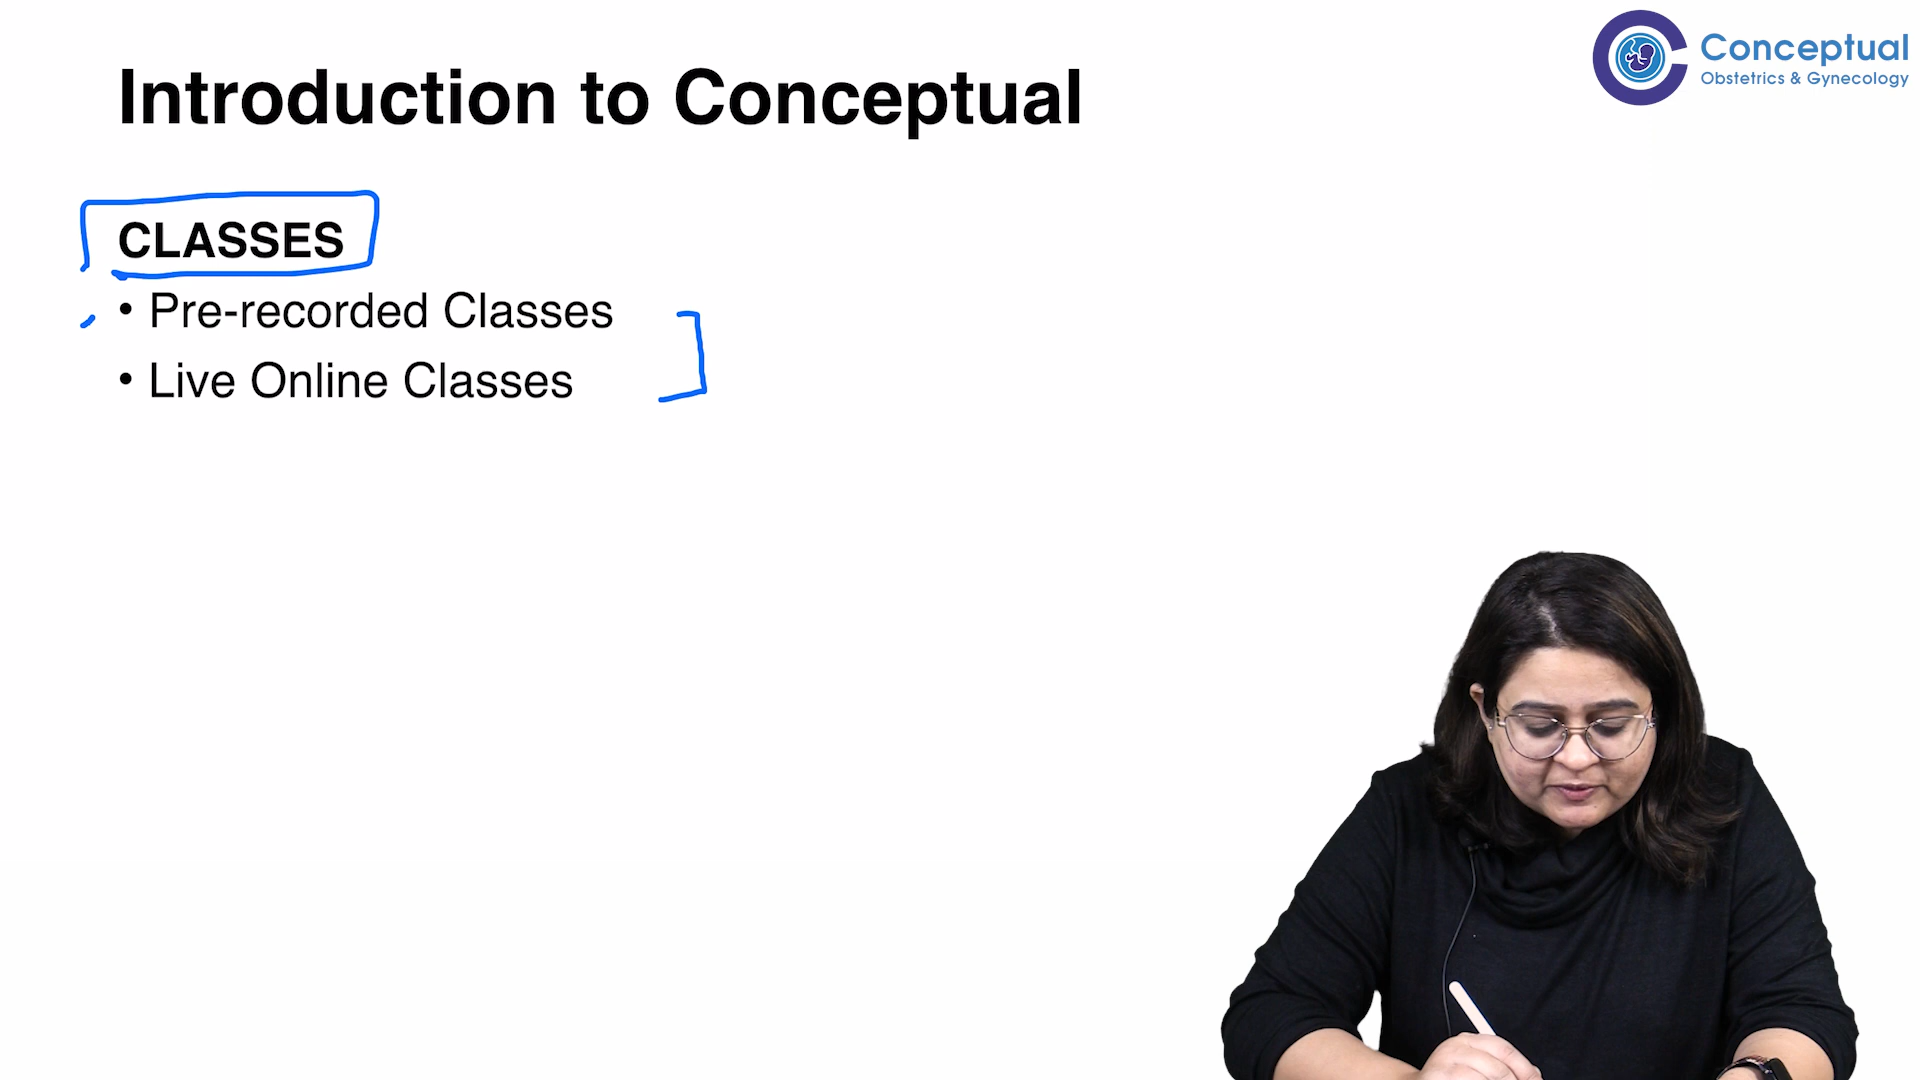 Introduction to Conceptual
Conceptual
Obstetrics & Gynecology
CLASSES
• Pre-recorded Classes
• Live Online Classes